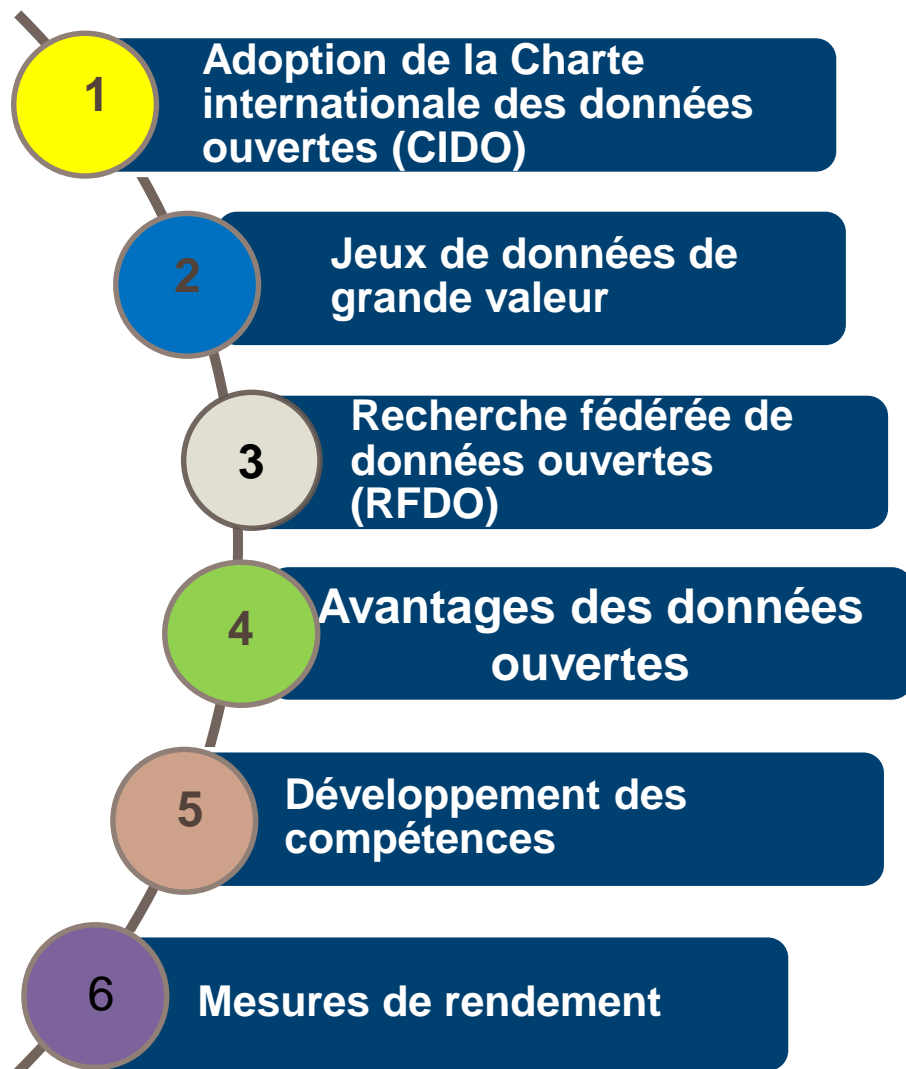 1
Adoption de la Charte
internationale des données
ouvertes (CIDO)
2
Jeux de données de
grande valeur
3
Recherche fédérée de
données ouvertes
(RFDO)
4
Avantages des données
ouvertes
5
Développement des
compétences
6
Mesures de rendement